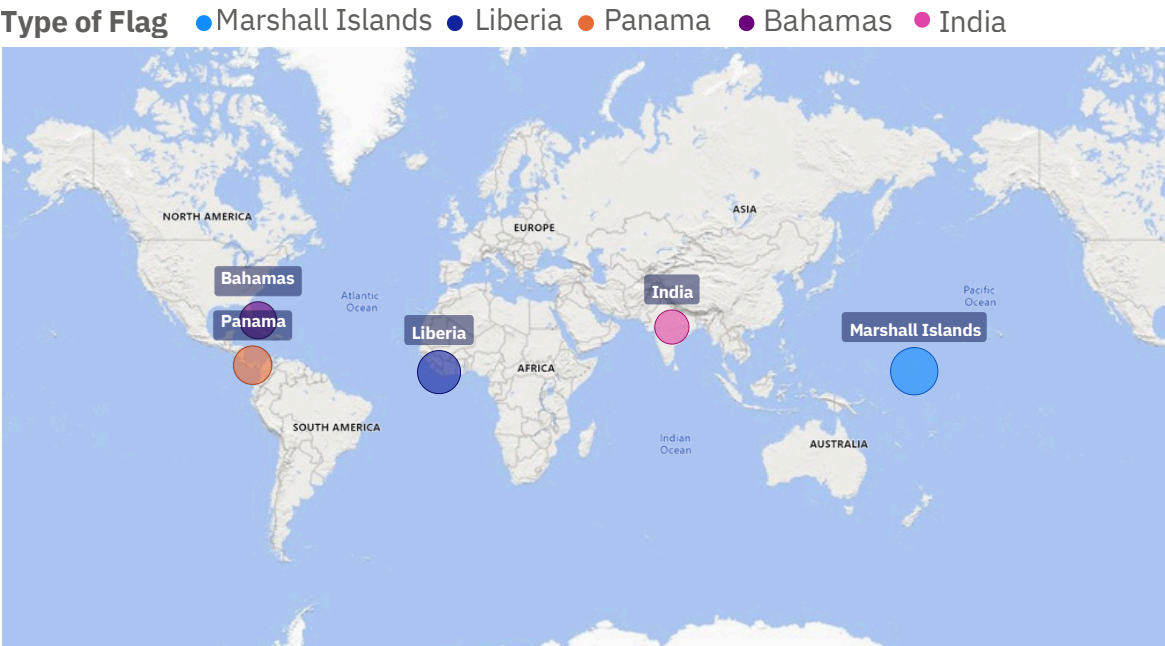 Type of Flag Marshall Islands Liberia Panama Bahamas India
NORTH AMERICA
ASIA
EUROPE
Bahamas
India
Atlantic
Ocean
Pacific
Ocean
Panama
Liberia
Marshall Islands
AFRICA
SOUTH AMERICA
Indian
Ocean
AUSTRALIA